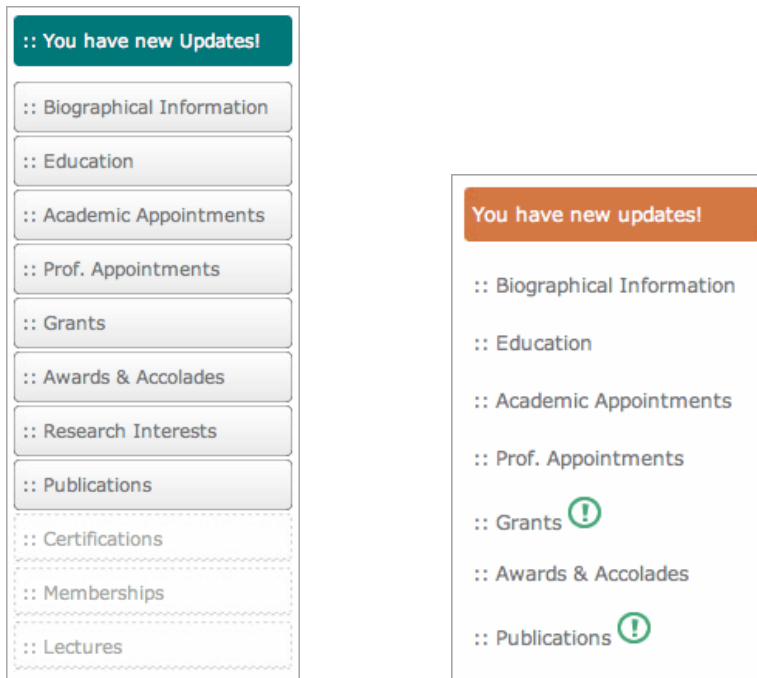 :: You have new Updates!
:: Biographical Information
:: Education
:: Academic Appointments
:: Prof. Appointments
:: Grants
:: Awards & Accolades
:: Research Interests
:: Publications
:: Certifications
:: Memberships
:: Lectures
You have new updates!
:: Biographical Information
:: Education
:: Academic Appointments
:: Prof. Appointments
:: Grants !
:: Awards & Accolades
:: Publications !